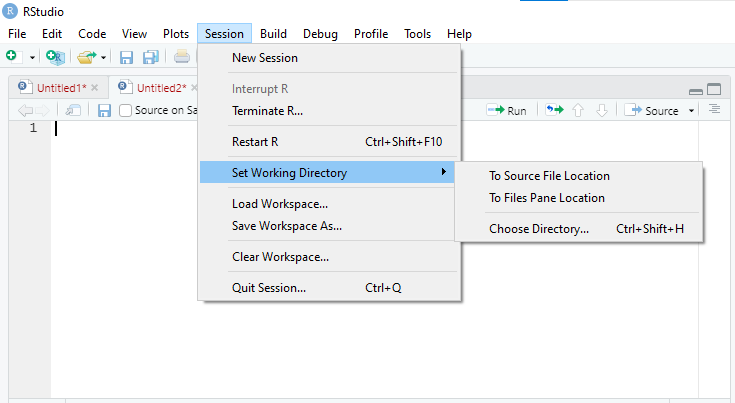 RStudio
File Edit Code View Plots Session Build Debug Profile Tools Help
New Session
Untitled1* Untitled2*
Interrupt R
Source on Sa
Terminate R...
Run Source
1
Restart R Ctrl+Shift+F10
Set Working Directory
To Source File Location
To Files Pane Location
Choose Directory... Ctrl+Shift+H
Load Workspace...
Save Workspace As...
Clear Workspace...
Quit Session... Ctrl+Q